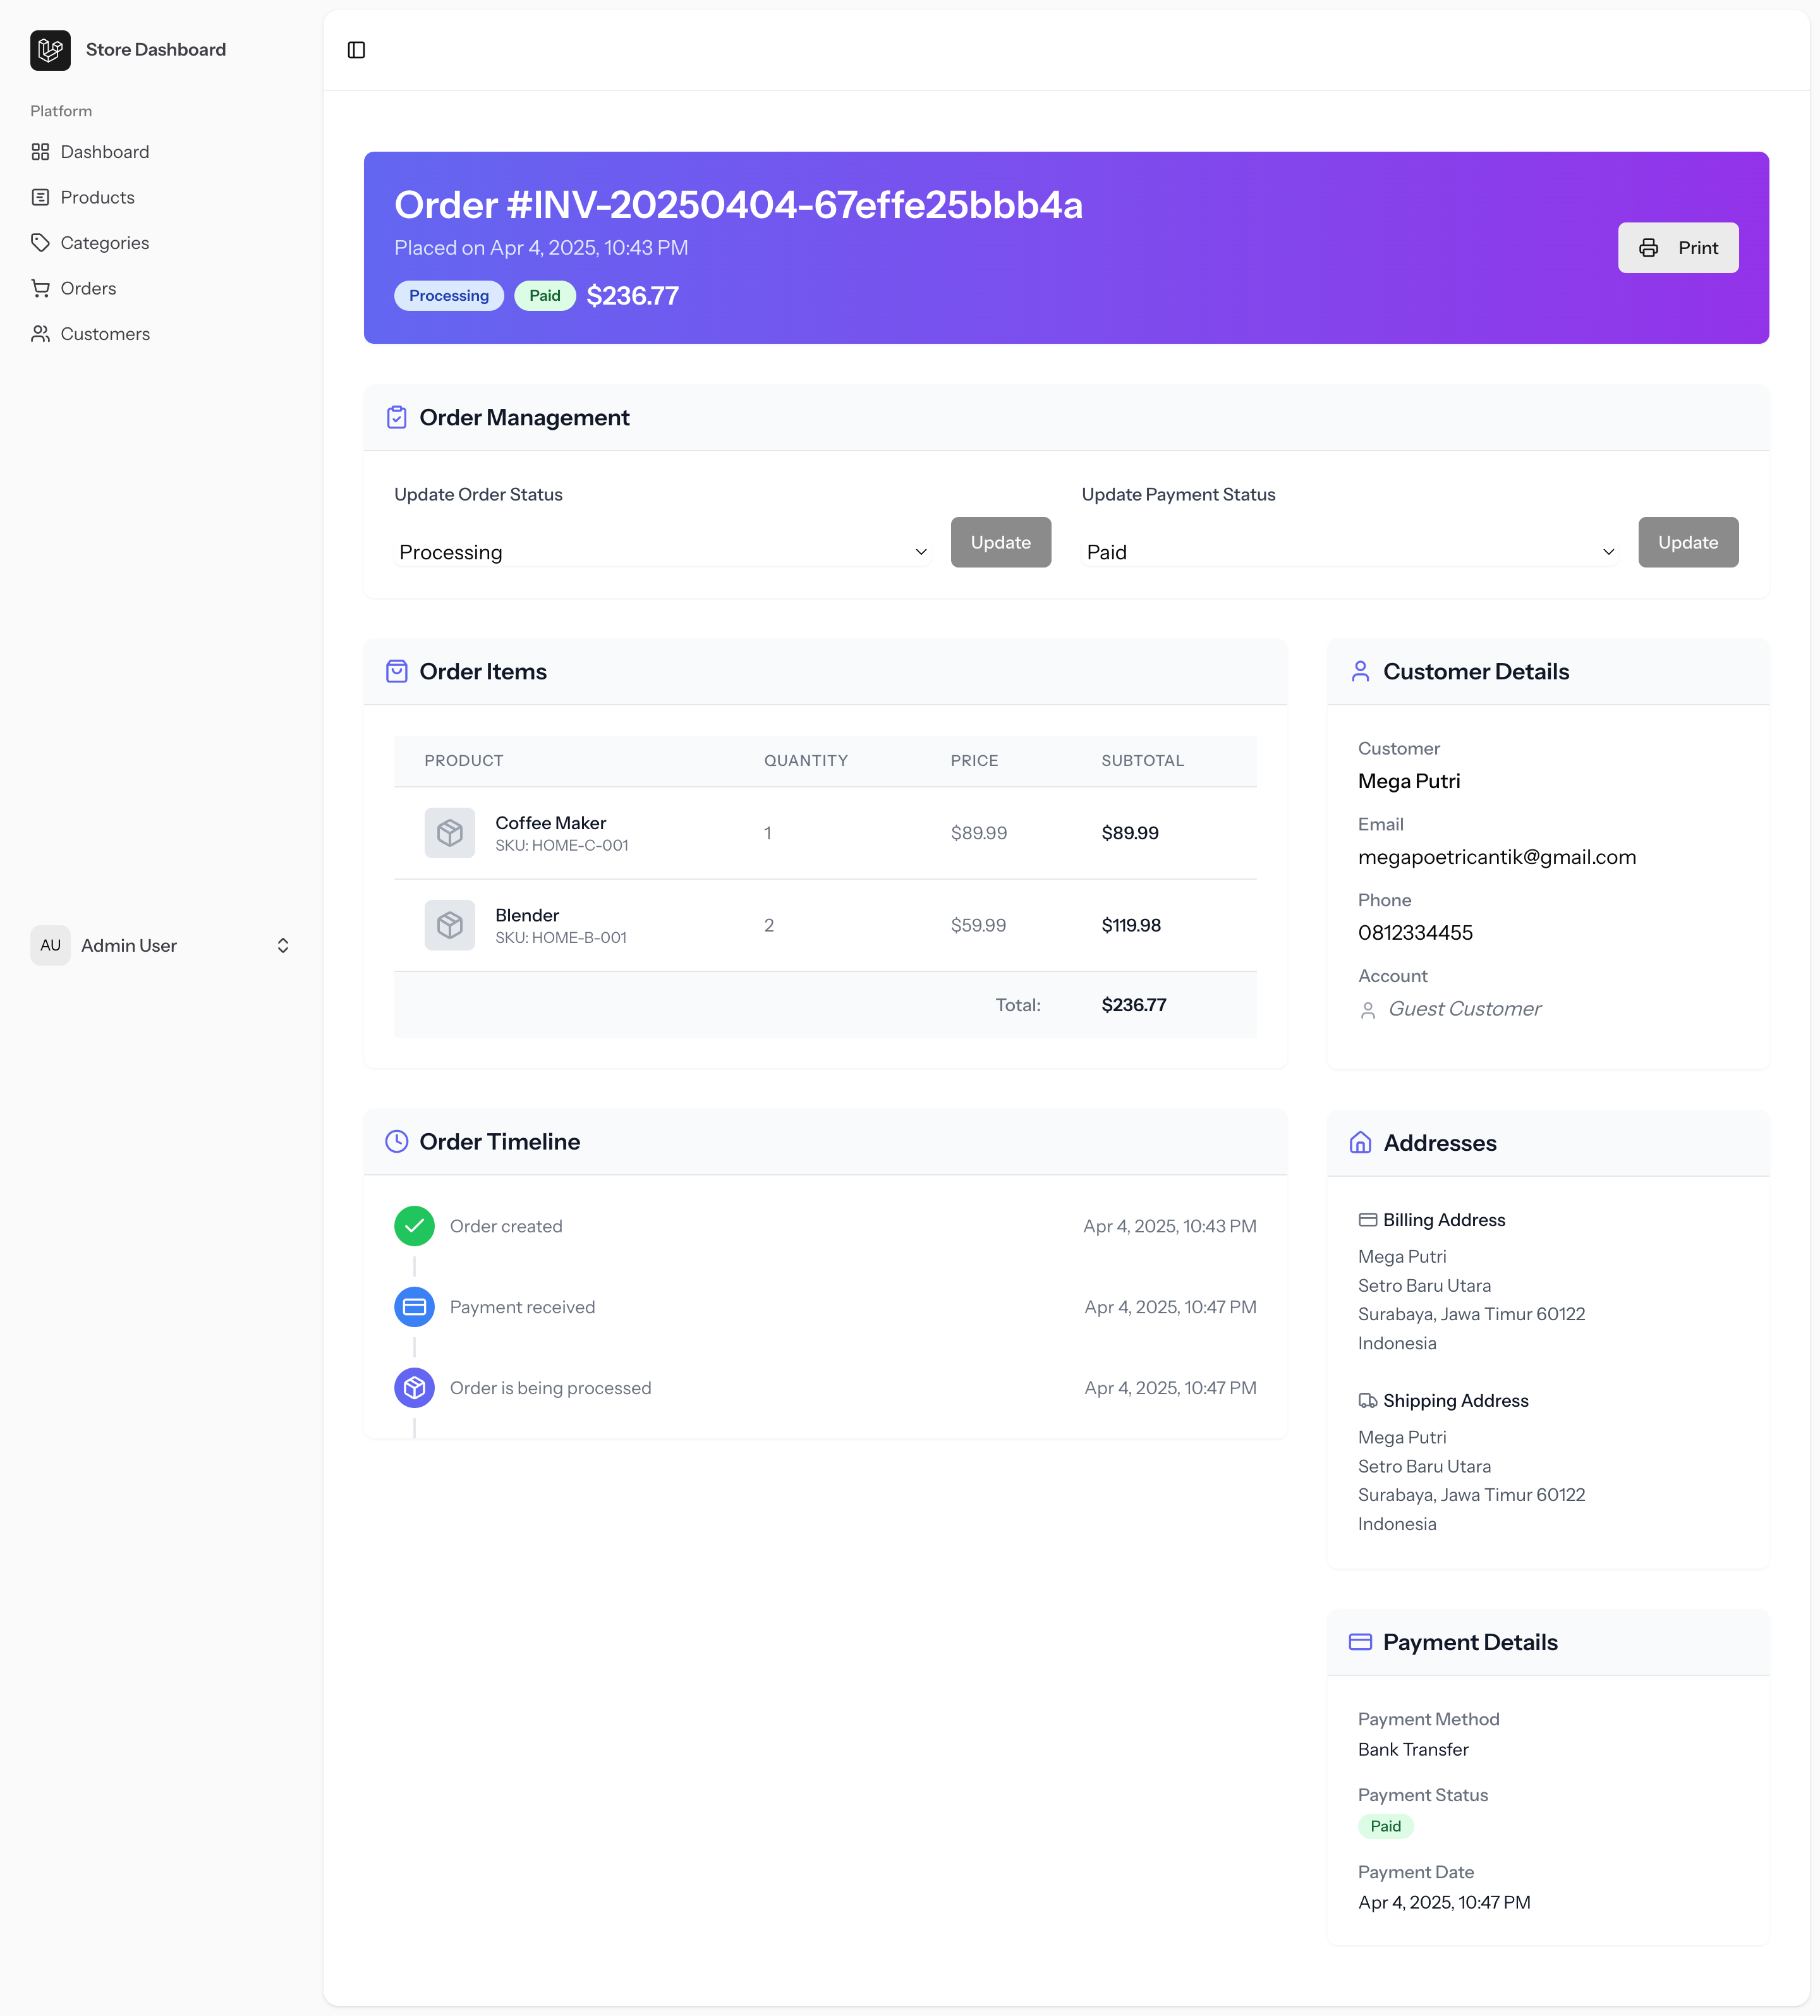 Store Dashboard
Platform
Dashboard
Products
Categories
Orders
Customers
AU Admin User
Order #INV-20250404-67effe25bbb4a
Placed on Apr 4, 2025, 10:43 PM
Processing Paid $236.77
Print
Order Management
Update Order Status
Processing
Update
Update Payment Status
Paid
Update
Order Items
PRODUCT QUANTITY PRICE SUBTOTAL
Coffee Maker
SKU: HOME-C-001
1 $89.99 $89.99
Blender
SKU: HOME-B-001
2 $59.99 $119.98
Total: $236.77
Customer Details
Customer
Mega Putri
Email
megapoetricantik@gmail.com
Phone
0812334455
Account
Guest Customer
Order Timeline
Order created Apr 4, 2025, 10:43 PM
Payment received Apr 4, 2025, 10:47 PM
Order is being processed Apr 4, 2025, 10:47 PM
Addresses
Billing Address
Mega Putri
Setro Baru Utara
Surabaya, Jawa Timur 60122
Indonesia
Shipping Address
Mega Putri
Setro Baru Utara
Surabaya, Jawa Timur 60122
Indonesia
Payment Details
Payment Method
Bank Transfer
Payment Status
Paid
Payment Date
Apr 4, 2025, 10:47 PM